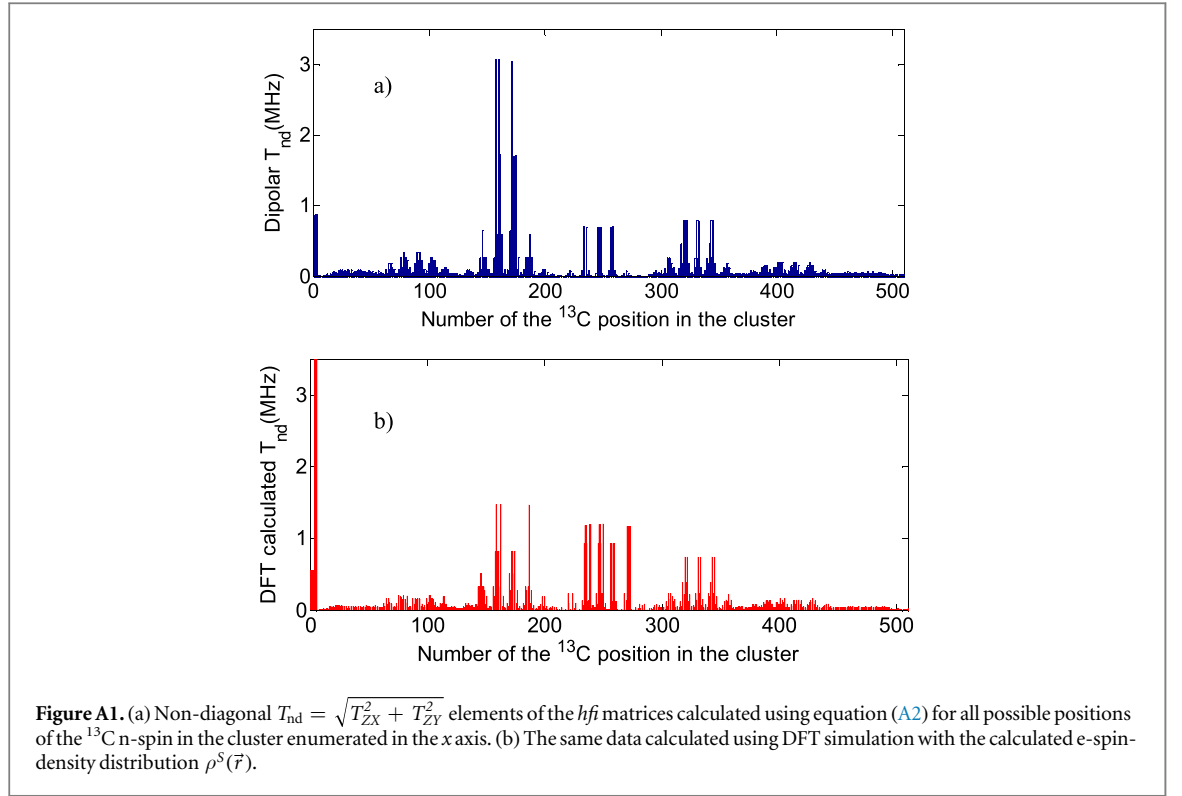 3
2
1
0
Dipolar T_nd(MHz)
a)
0 100 200 300 400 500
Number of the ¹³C position in the cluster
3
2
1
0
DFT calculated T_nd(MHz)
b)
0 100 200 300 400 500
Number of the ¹³C position in the cluster
Figure A1. (a) Non-diagonal T_nd = √(T²_ZX + T²_ZY) elements of the hfi matrices calculated using equation (A2) for all possible positions
of the ¹³C n-spin in the cluster enumerated in the x axis. (b) The same data calculated using DFT simulation with the calculated e-spin-
density distribution ρ^S(r⃗).